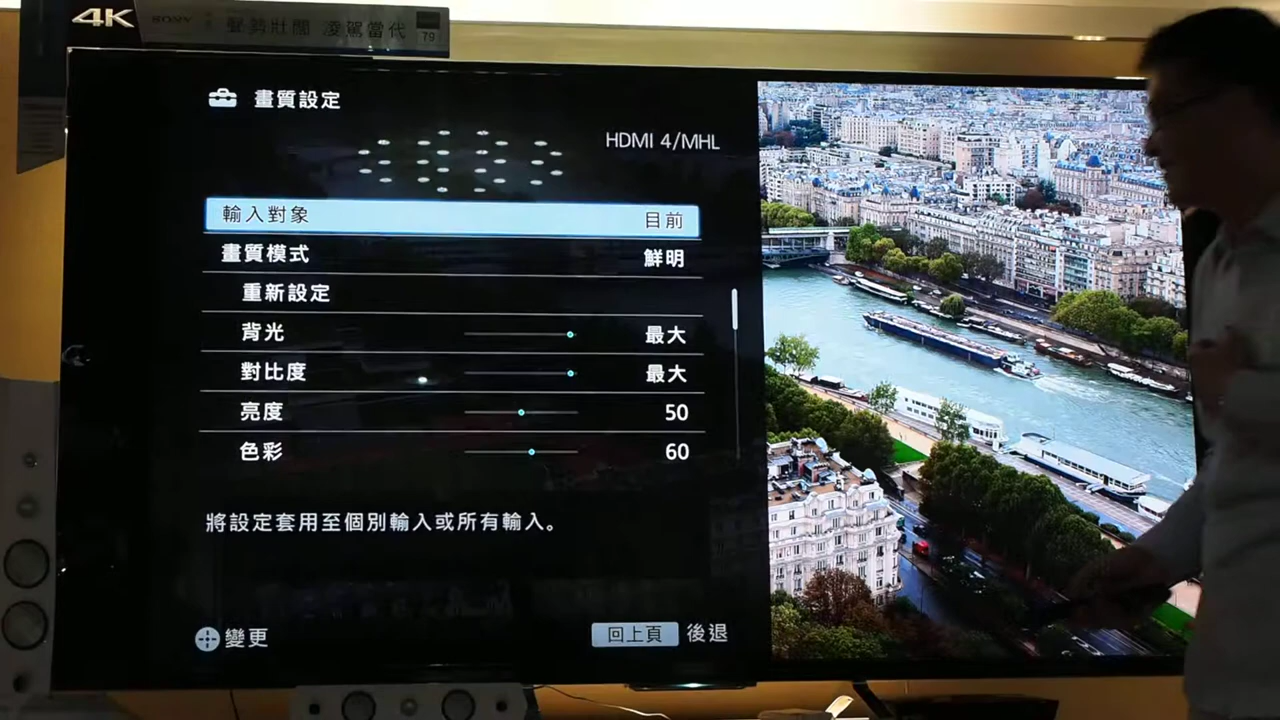 4K
SONY
聲勢壯闊 凌駕當代
79
畫質設定
HDMI 4/MHL
輸入對象 目前
畫質模式 鮮明
重新設定
背光 最大
對比度 最大
亮度 50
色彩 60
將設定套用至個別輸入或所有輸入。
變更
回上頁 後退